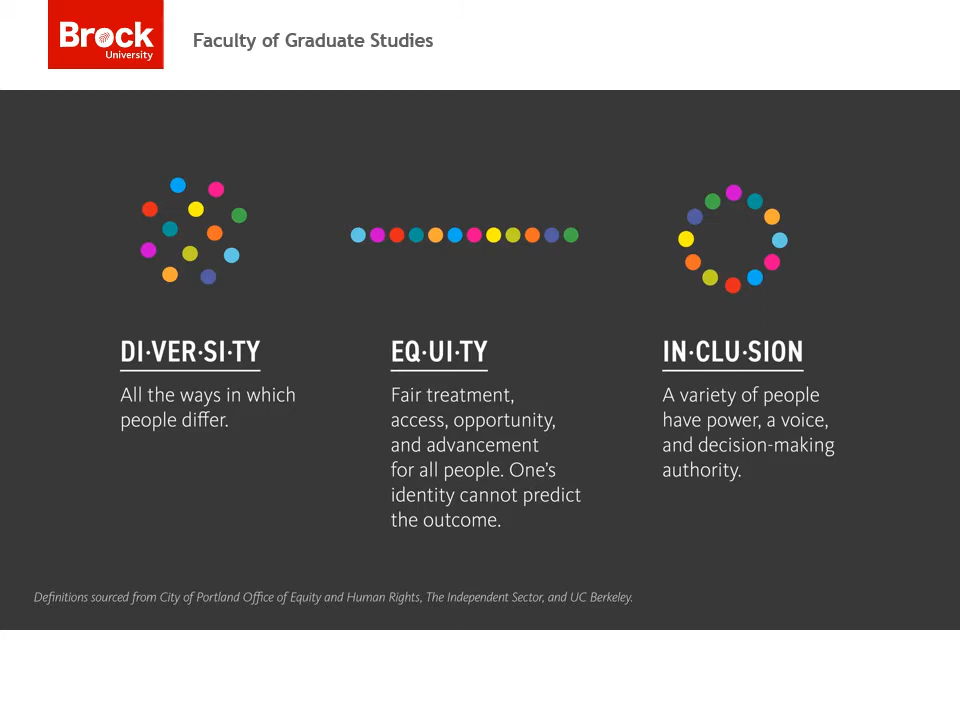 Brock
University
Faculty of Graduate Studies
DI·VER·SI·TY
All the ways in which
people differ.
EQ·UI·TY
Fair treatment,
access, opportunity,
and advancement
for all people. One’s
identity cannot predict
the outcome.
IN·CLU·SION
A variety of people
have power, a voice,
and decision-making
authority.
Definitions sourced from City of Portland Office of Equity and Human Rights, The Independent Sector, and UC Berkeley.